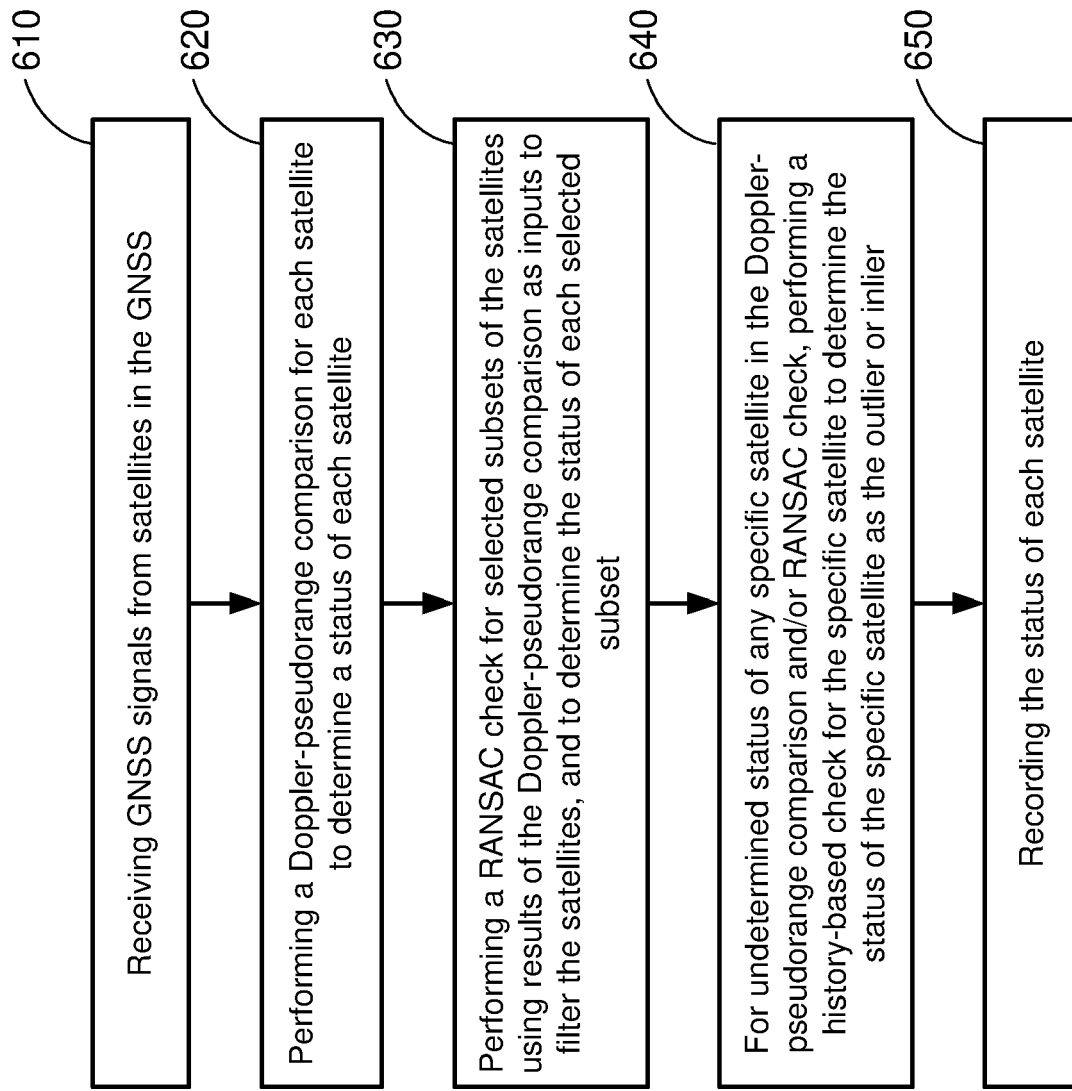 610
Receiving GNSS signals from satellites in the GNSS
620
Performing a Doppler-pseudorange comparison for each satellite
to determine a status of each satellite
630
Performing a RANSAC check for selected subsets of the satellites
using results of the Doppler-pseudorange comparison as inputs to
filter the satellites, and to determine the status of each selected
subset
640
For undetermined status of any specific satellite in the Doppler-
pseudorange comparison and/or RANSAC check, performing a
history-based check for the specific satellite to determine the
status of the specific satellite as the outlier or inlier
650
Recording the status of each satellite